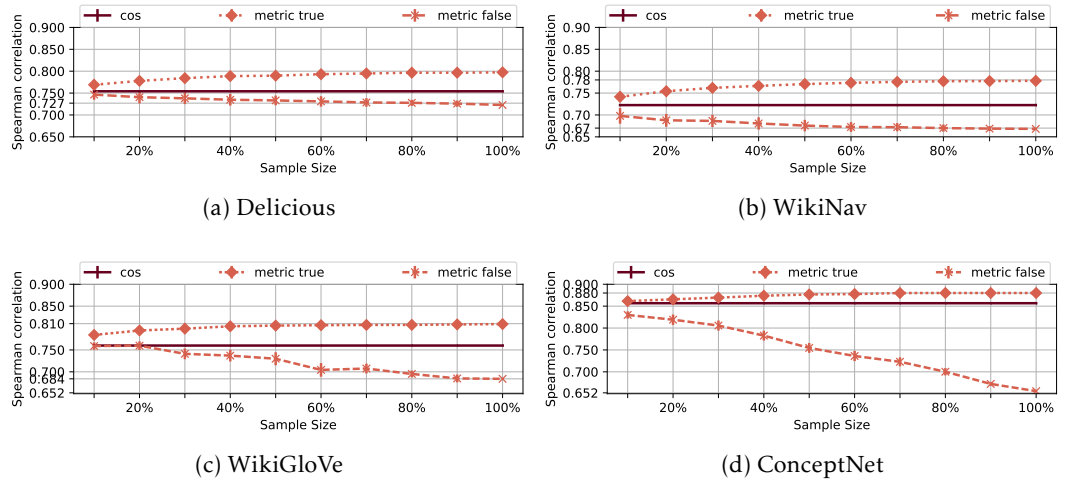 cos metric true metric false
Spearman correlation
0.900
0.850
0.800
0.759
0.727
0.700
0.650
20% 40% 60% 80% 100%
Sample Size
(a) Delicious
cos metric true metric false
Spearman correlation
0.90
0.85
0.80
0.78
0.75
0.70
0.67
0.65
20% 40% 60% 80% 100%
Sample Size
(b) WikiNav
cos metric true metric false
Spearman correlation
0.900
0.850
0.810
0.750
0.700
0.684
0.652
20% 40% 60% 80% 100%
Sample Size
(c) WikiGloVe
cos metric true metric false
Spearman correlation
0.900
0.880
0.850
0.800
0.750
0.700
0.652
20% 40% 60% 80% 100%
Sample Size
(d) ConceptNet